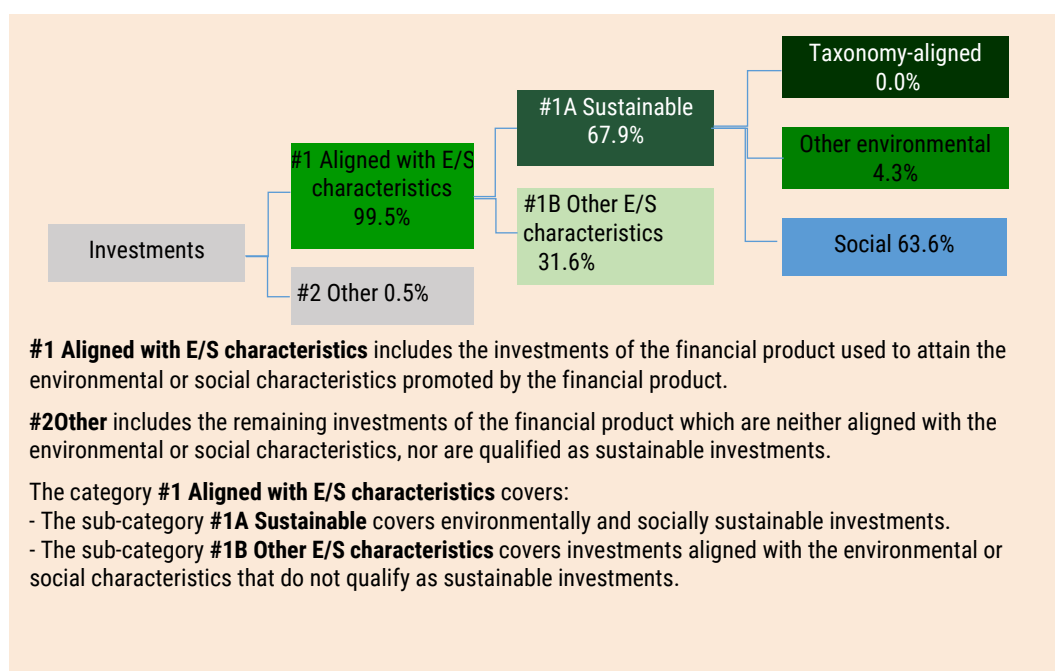 Taxonomy-aligned
0.0%
#1A Sustainable
67.9%
#1 Aligned with E/S
characteristics
99.5%
Other environmental
4.3%
#1B Other E/S
characteristics
31.6%
Investments
Social 63.6%
#2 Other 0.5%
#1 Aligned with E/S characteristics includes the investments of the financial product used to attain the
environmental or social characteristics promoted by the financial product.
#2Other includes the remaining investments of the financial product which are neither aligned with the
environmental or social characteristics, nor are qualified as sustainable investments.
The category #1 Aligned with E/S characteristics covers:
- The sub-category #1A Sustainable covers environmentally and socially sustainable investments.
- The sub-category #1B Other E/S characteristics covers investments aligned with the environmental or
social characteristics that do not qualify as sustainable investments.